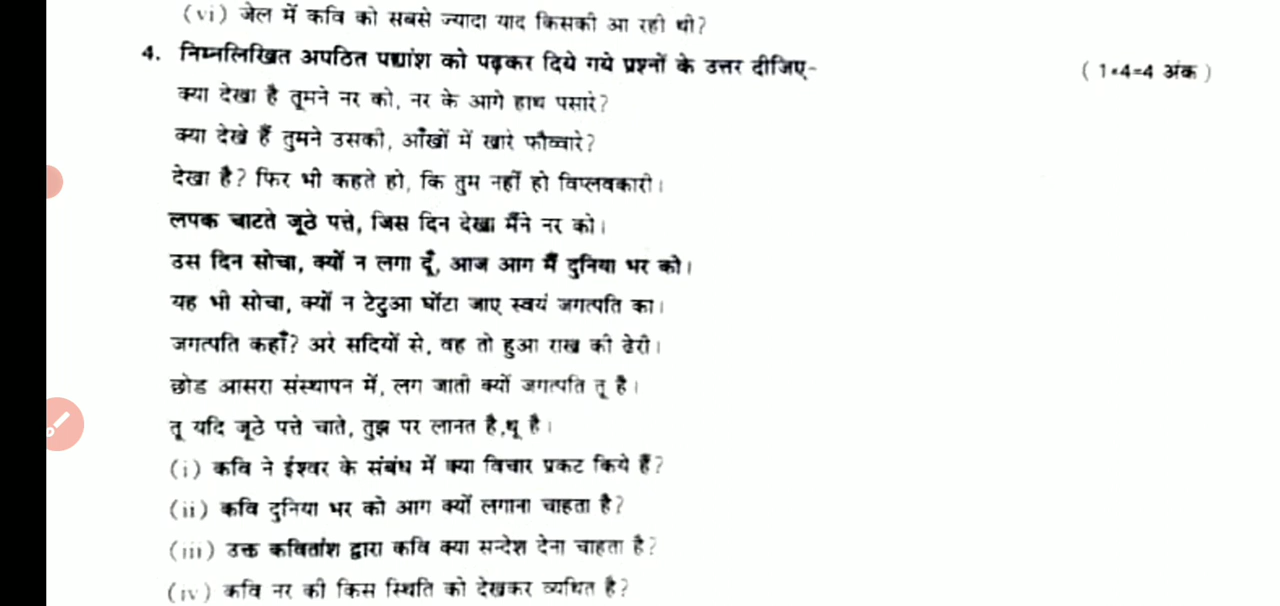 (vi) जेल में कवि को सबसे ज्यादा याद किसकी आ रही थी?
4. निम्नलिखित अपठित पद्यांश को पढ़कर दिये गये प्रश्नों के उत्तर दीजिए- (1*4=4 अंक)
क्या देखा है तूमने नर को, नर के आगे हाथ पसारे?
क्या देखे हैं तुमने उसकी, आँखों में खारे फौव्वारे?
देखा है? फिर भी कहते हो, कि तुम नहीं हो विप्लवकारी।
लपक चाटते जूठे पत्ते, जिस दिन देखा मैंने नर को।
उस दिन सोचा, क्यों न लगा दूँ, आज आग मैं दुनिया भर को।
यह भी सोचा, क्यों न टेटुआ घोंटा जाए स्वयं जगत्पति का।
जगत्पति कहाँ? अरे सदियों से, वह तो हुआ राख की ढेरी।
छोड आसरा संस्थापन में, लग जाती क्यों जगत्पति तू है।
तू यदि जूठे पत्ते चाते, तुझ पर लानत है,थू है।
(i) कवि ने ईश्वर के संबंध में क्या विचार प्रकट किये हैं?
(ii) कवि दुनिया भर को आग क्यों लगाना चाहता है?
(iii) उक्त कवितांश द्वारा कवि क्या सन्देश देना चाहता है?
(iv) कवि नर की किस स्थिति को देखकर व्यथित है?